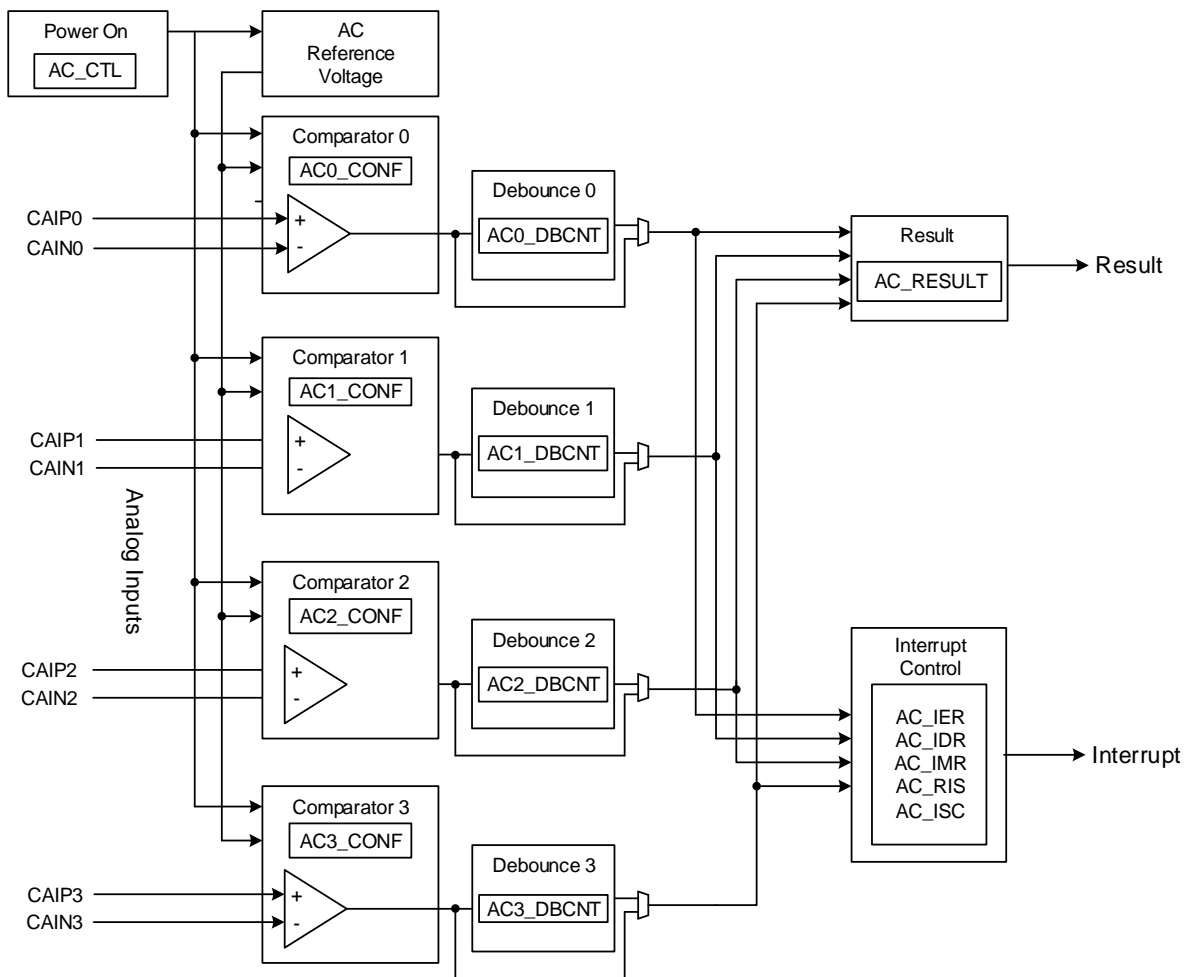 Power On
AC_CTL
AC
Reference
Voltage
Comparator 0
AC0_CONF
CAIP0
CAIN0
+
-
Debounce 0
AC0_DBCNT
Result
AC_RESULT
Result
Comparator 1
AC1_CONF
CAIP1
CAIN1
+
-
Debounce 1
AC1_DBCNT
Analog Inputs
Comparator 2
AC2_CONF
CAIP2
CAIN2
+
-
Debounce 2
AC2_DBCNT
Interrupt
Control
AC_IER
AC_IDR
AC_IMR
AC_RIS
AC_ISC
Interrupt
Comparator 3
AC3_CONF
CAIP3
CAIN3
+
-
Debounce 3
AC3_DBCNT